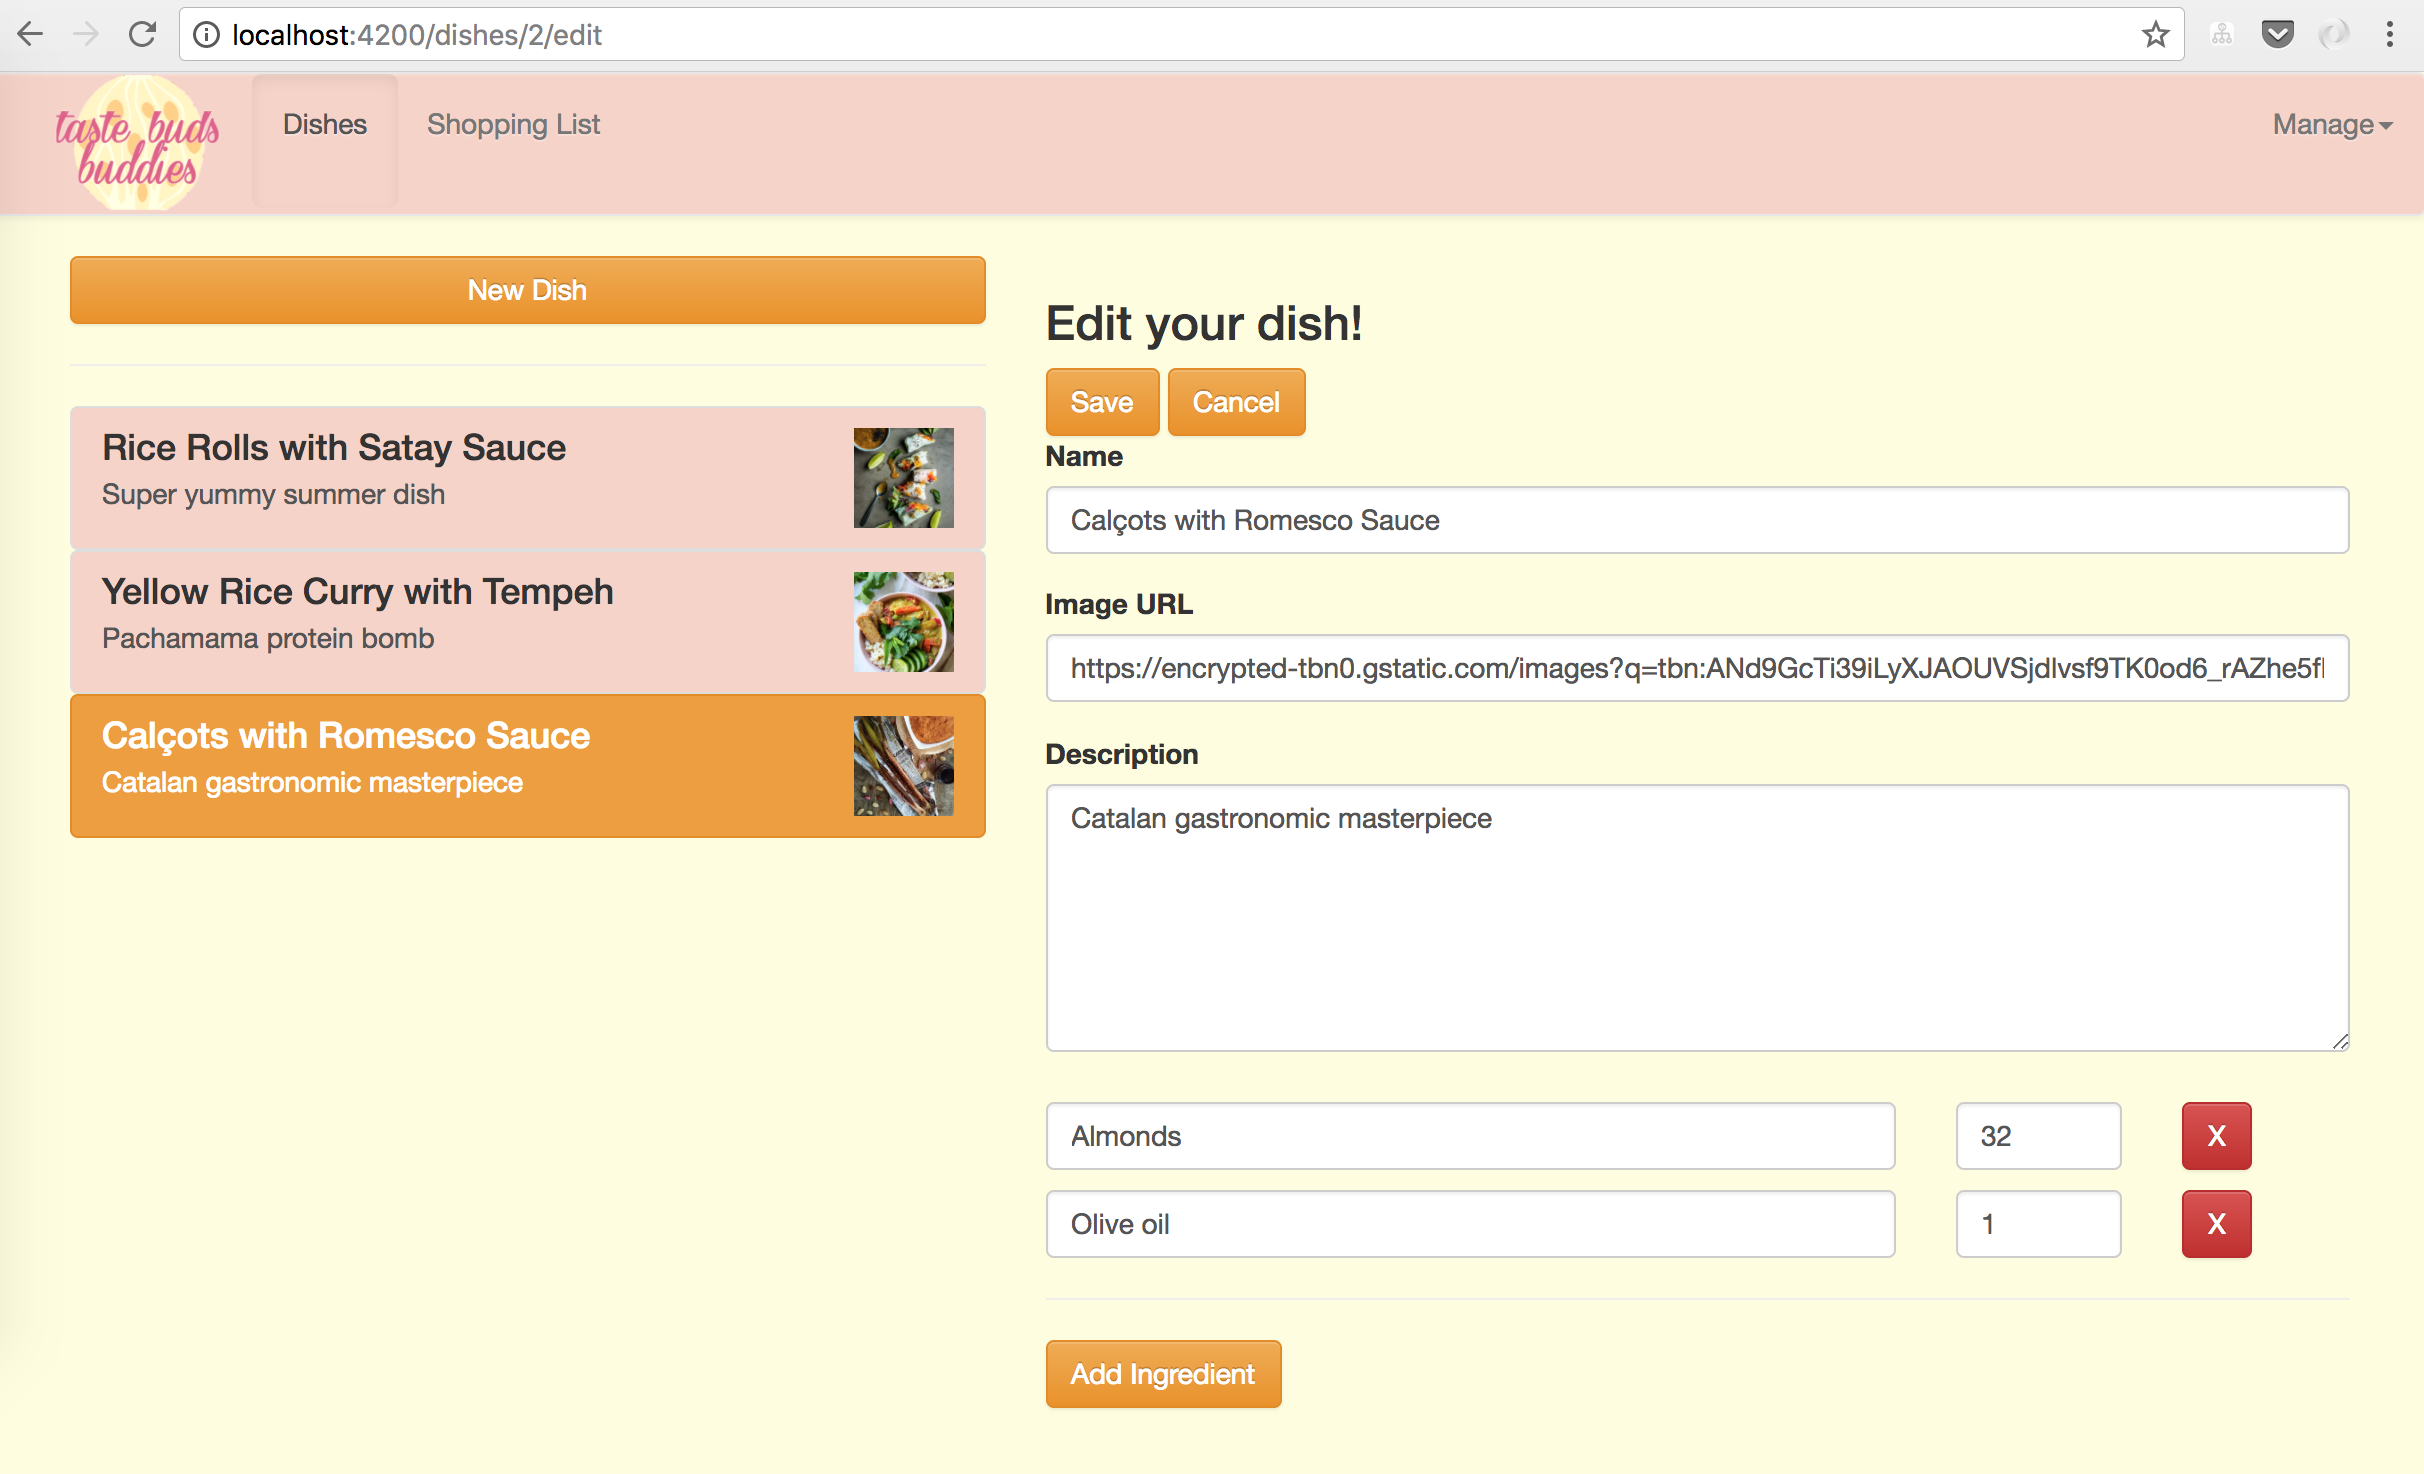 localhost:4200/dishes/2/edit
taste buds
buddies
Dishes
Shopping List
Manage
New Dish
Rice Rolls with Satay Sauce
Super yummy summer dish
Yellow Rice Curry with Tempeh
Pachamama protein bomb
Calçots with Romesco Sauce
Catalan gastronomic masterpiece
Edit your dish!
Save
Cancel
Name
Calçots with Romesco Sauce
Image URL
https://encrypted-tbn0.gstatic.com/images?q=tbn:ANd9GcTi39iLyXJAOUVSjdlvsf9TK0od6_rAZhe5f
Description
Catalan gastronomic masterpiece
Almonds
32
X
Olive oil
1
X
Add Ingredient